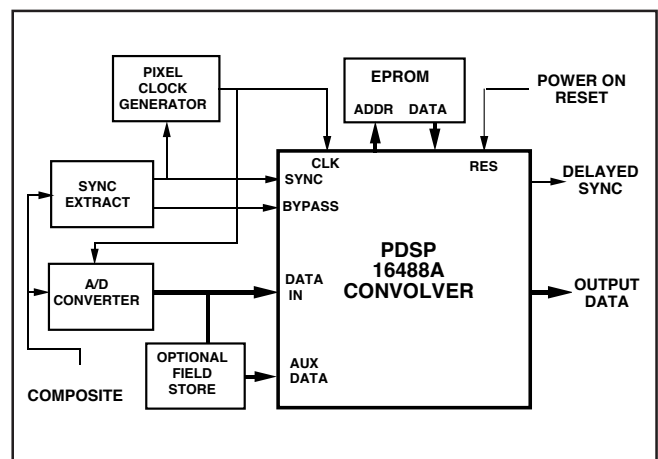 PIXEL
CLOCK
GENERATOR
EPROM
ADDR DATA
POWER ON
RESET
SYNC
EXTRACT
CLK
SYNC
BYPASS
RES
DELAYED
SYNC
A/D
CONVERTER
DATA
IN
PDSP
16488A
CONVOLVER
OUTPUT
DATA
OPTIONAL
FIELD
STORE
AUX
DATA
COMPOSITE